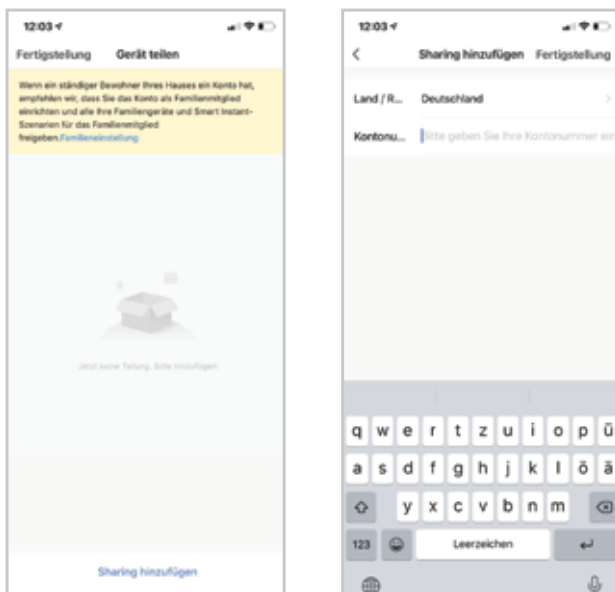 12:03
Fertigstellung Gerät teilen
Wenn ein ständiger Bewohner Ihres Hauses ein Konto hat,
empfehlen wir, dass Sie das Konto als Familienmitglied
einrichten und alle Ihre Familiengeräte und Smart Instant-
Szenarien für das Familienmitglied
freigeben.Familieneinstellung
Jetzt keine Teilung. Bitte hinzufügen
Sharing hinzufügen
12:03
Sharing hinzufügen Fertigstellung
Land / R... Deutschland
Kontonu... Bitte geben Sie Ihre Kontonummer ein
q w e r t z u i o p ü
a s d f g h j k l ö ä
y x c v b n m
123 Leerzeichen